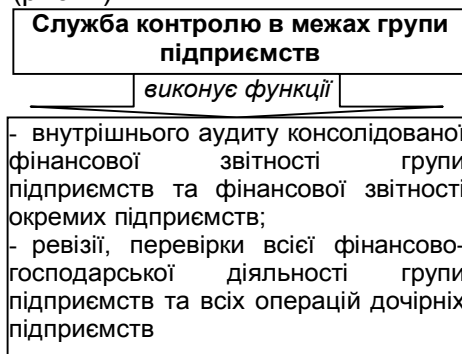 Служба контролю в межах групи
підприємств
виконує функції
- внутрішнього аудиту консолідованої
фінансової звітності групи
підприємств та фінансової звітності
окремих підприємств;
- ревізії, перевірки всієї фінансово-
господарської діяльності групи
підприємств та всіх операцій дочірніх
підприємств